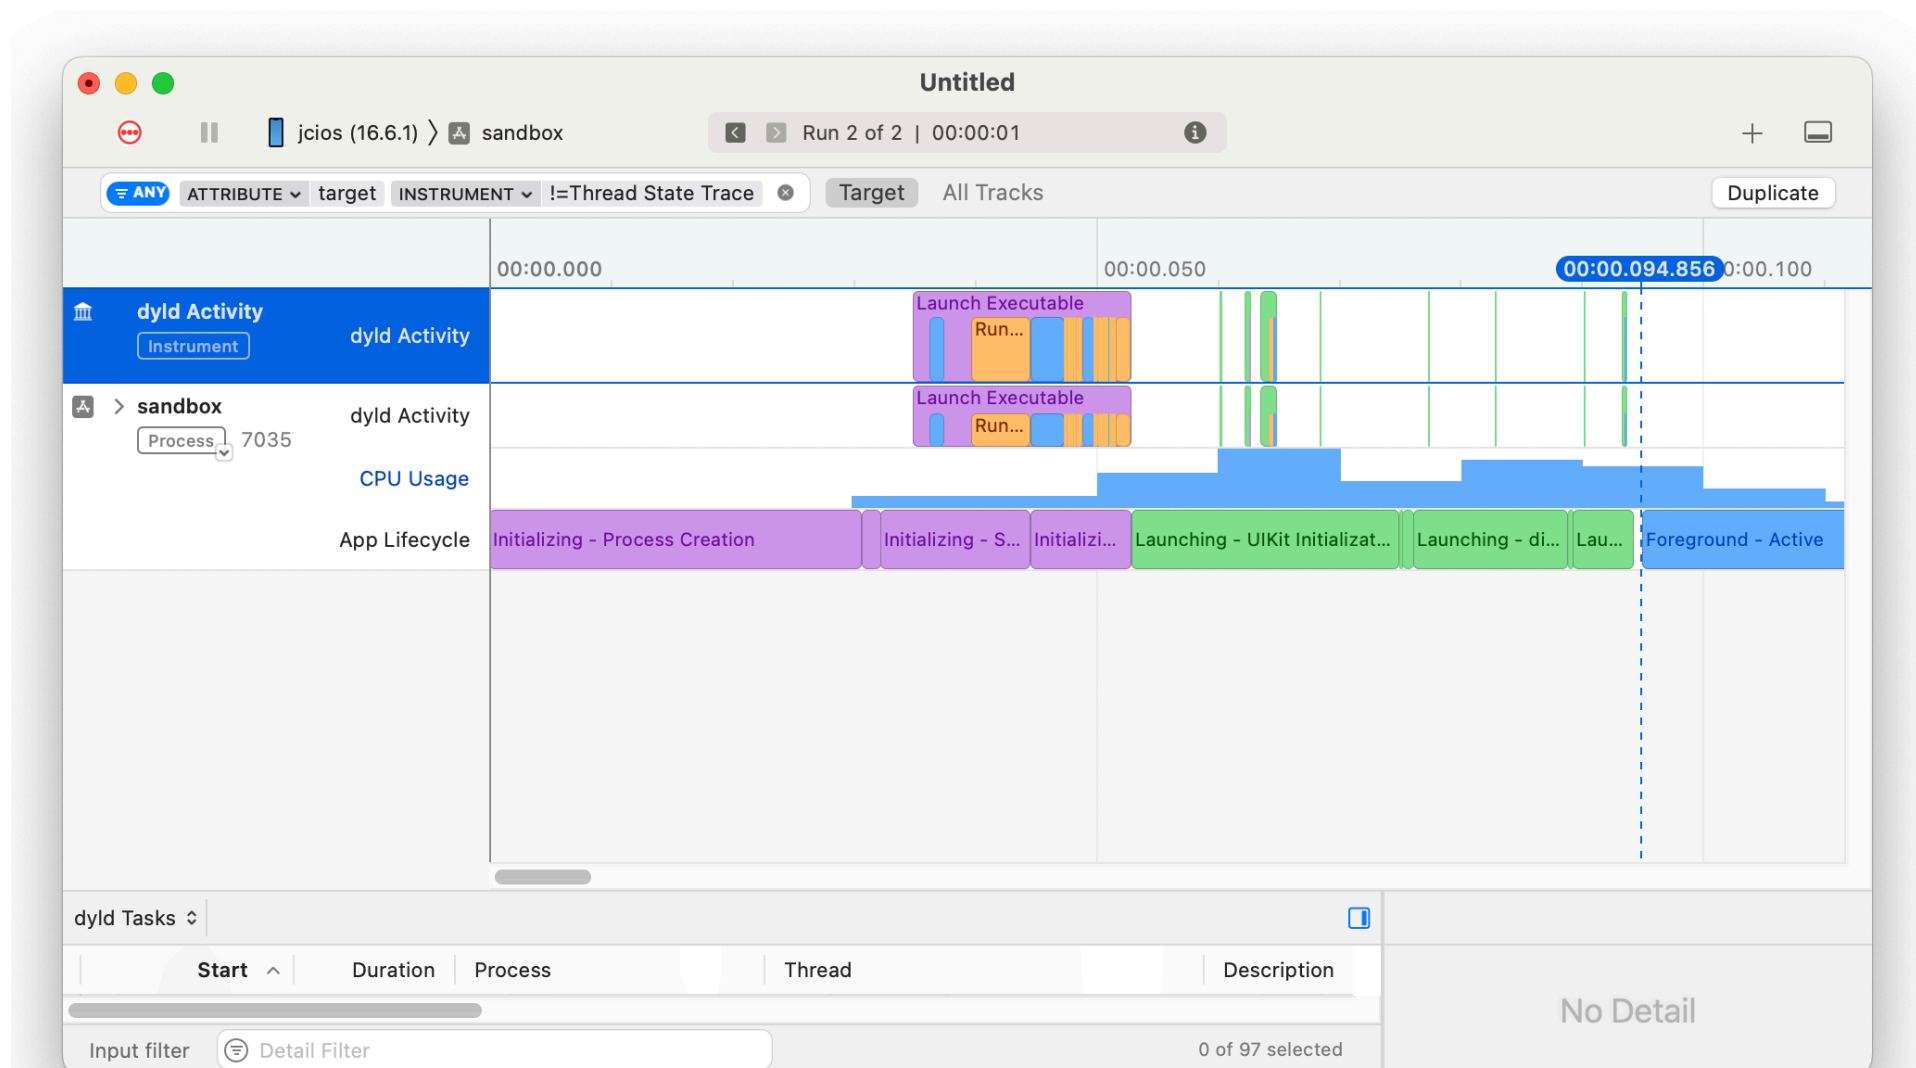 Untitled
jcios (16.6.1) 〉 sandbox
Run 2 of 2 | 00:00:01
ANY ATTRIBUTE target INSTRUMENT !=Thread State Trace Target All Tracks Duplicate
00:00.000 00:00.050 00:00.094.856 0:00.100
dyld Activity
Instrument
dyld Activity
Launch Executable
Run...
sandbox
Process 7035
dyld Activity
Launch Executable
Run...
CPU Usage
App Lifecycle
Initializing - Process Creation Initializing - S... Initializi... Launching - UIKit Initializat... Launching - di... Lau... Foreground - Active
dyld Tasks
Start Duration Process Thread Description
No Detail
Input filter Detail Filter 0 of 97 selected